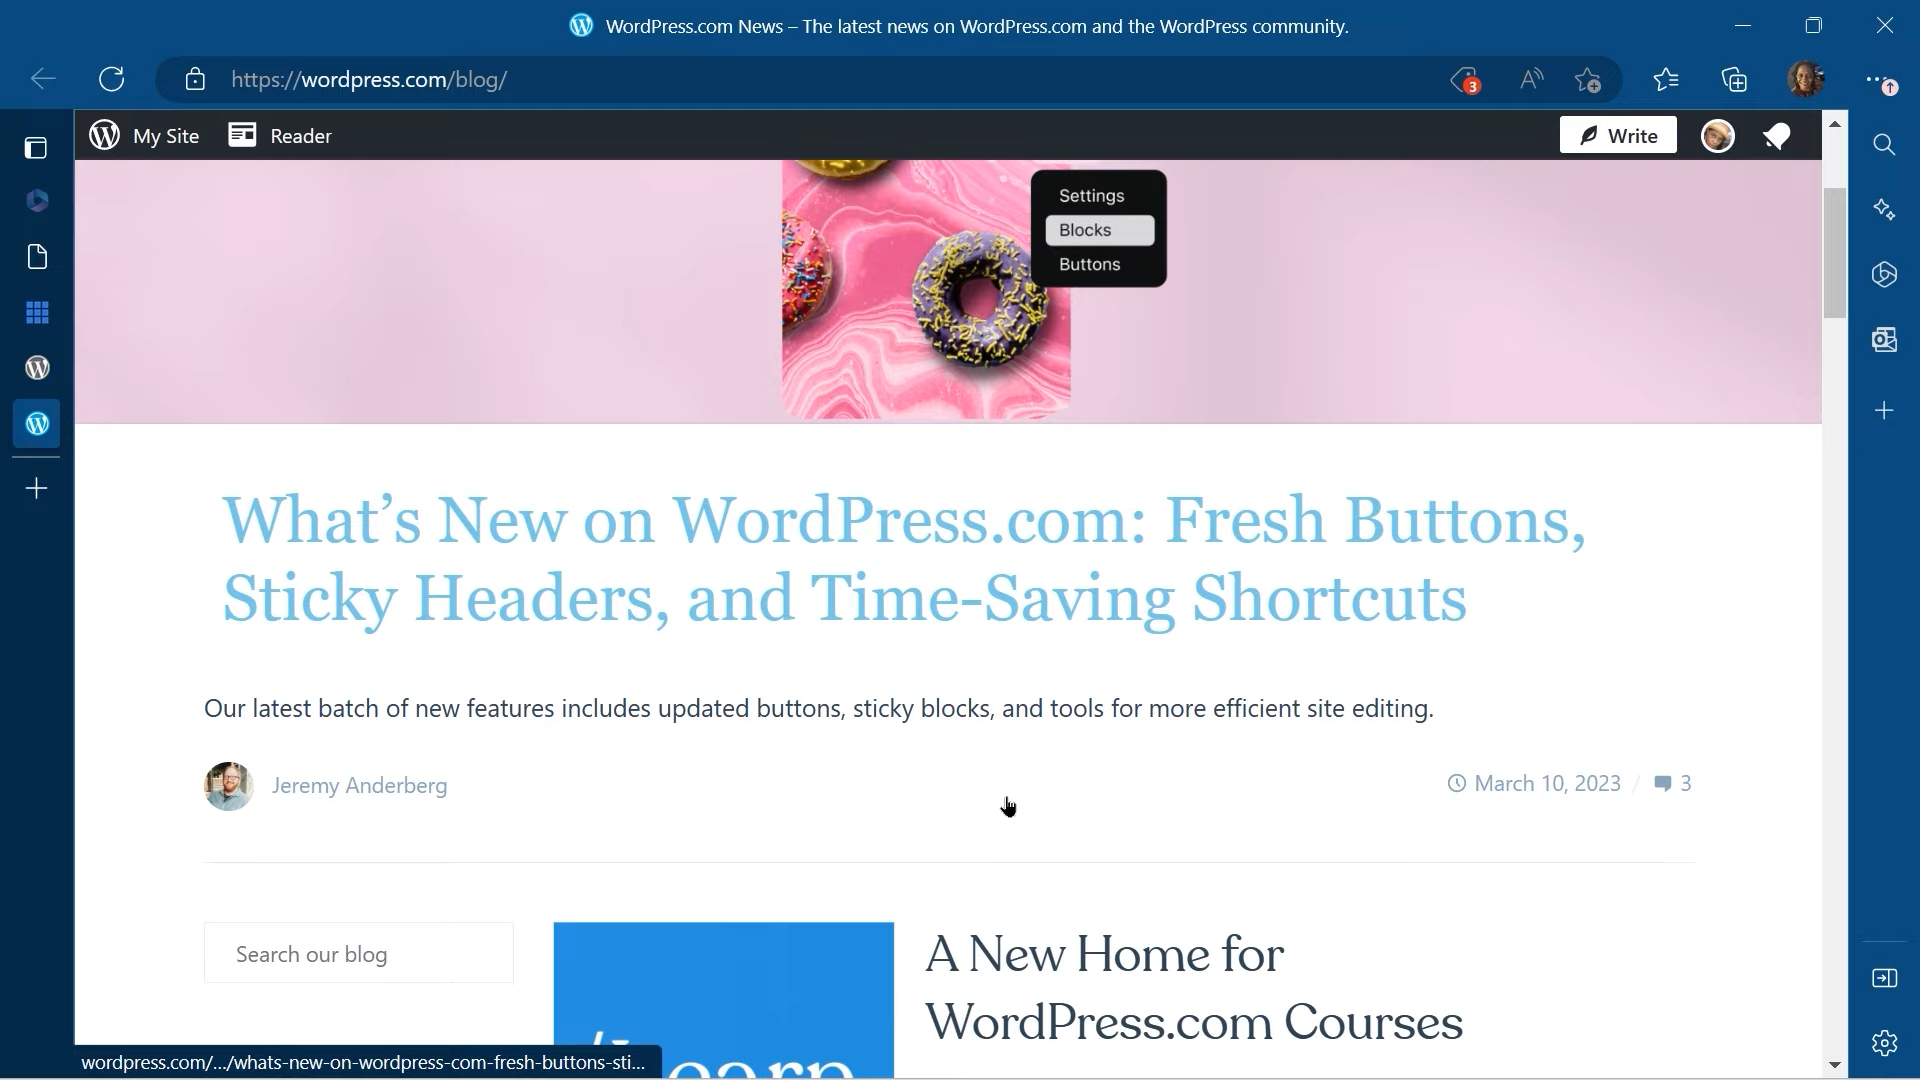 WordPress.com News – The latest news on WordPress.com and the WordPress community.
https://wordpress.com/blog/
3
My Site
Reader
Write
Settings
Blocks
Buttons
What’s New on WordPress.com: Fresh Buttons,
Sticky Headers, and Time-Saving Shortcuts
Our latest batch of new features includes updated buttons, sticky blocks, and tools for more efficient site editing.
Jeremy Anderberg
March 10, 2023 / 3
Search our blog
A New Home for
WordPress.com Courses
wordpress.com/.../whats-new-on-wordpress-com-fresh-buttons-sti...